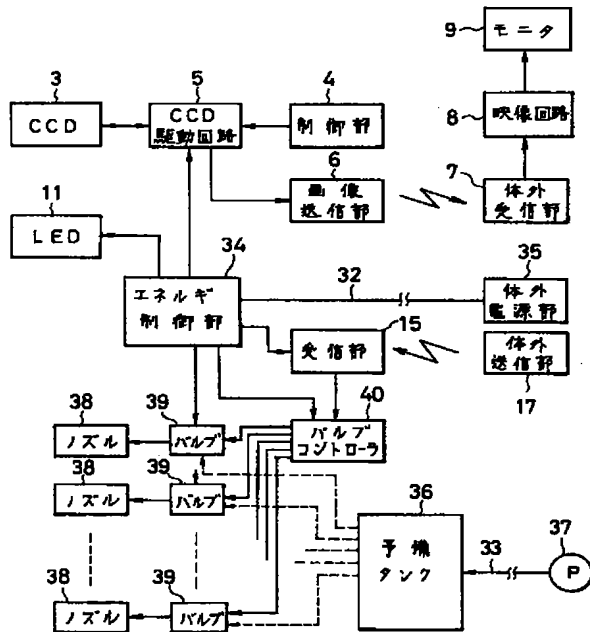 9
モニタ
3
CCD
5
CCD
駆動回路
4
制御部
8
映像回路
6
画像
送信部
7
体外
受信部
11
LED
34
エネルギ
制御部
32
35
体外
電源部
15
受信部
体外
送信部
17
38
ノズル
39
バルブ
40
バルブ
コントローラ
38
ノズル
39
バルブ
36
予備
タンク
33
37
P
38
ノズル
39
バルブ